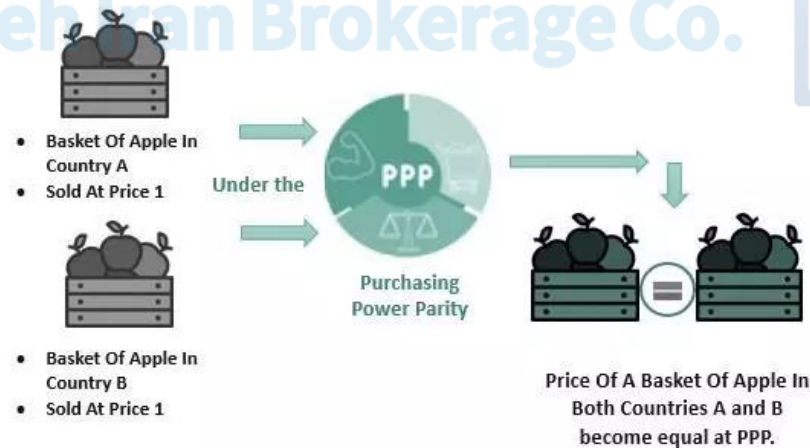 eh Iran Brokerage Co.
• Basket Of Apple In
Country A
• Sold At Price 1
Under the
PPP
Purchasing
Power Parity
• Basket Of Apple In
Country B
• Sold At Price 1
Price Of A Basket Of Apple In
Both Countries A and B
become equal at PPP.